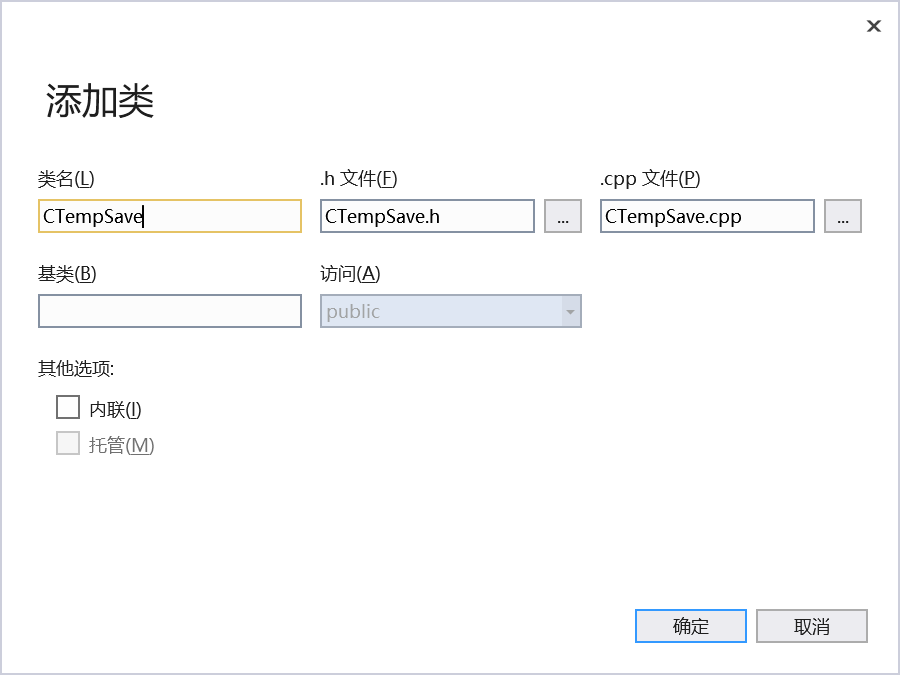 添加类
类名(L) .h 文件(F) .cpp 文件(P)
CTempSave CTempSave.h ... CTempSave.cpp ...
基类(B) 访问(A)
public
其他选项:
内联(I)
托管(M)
确定 取消